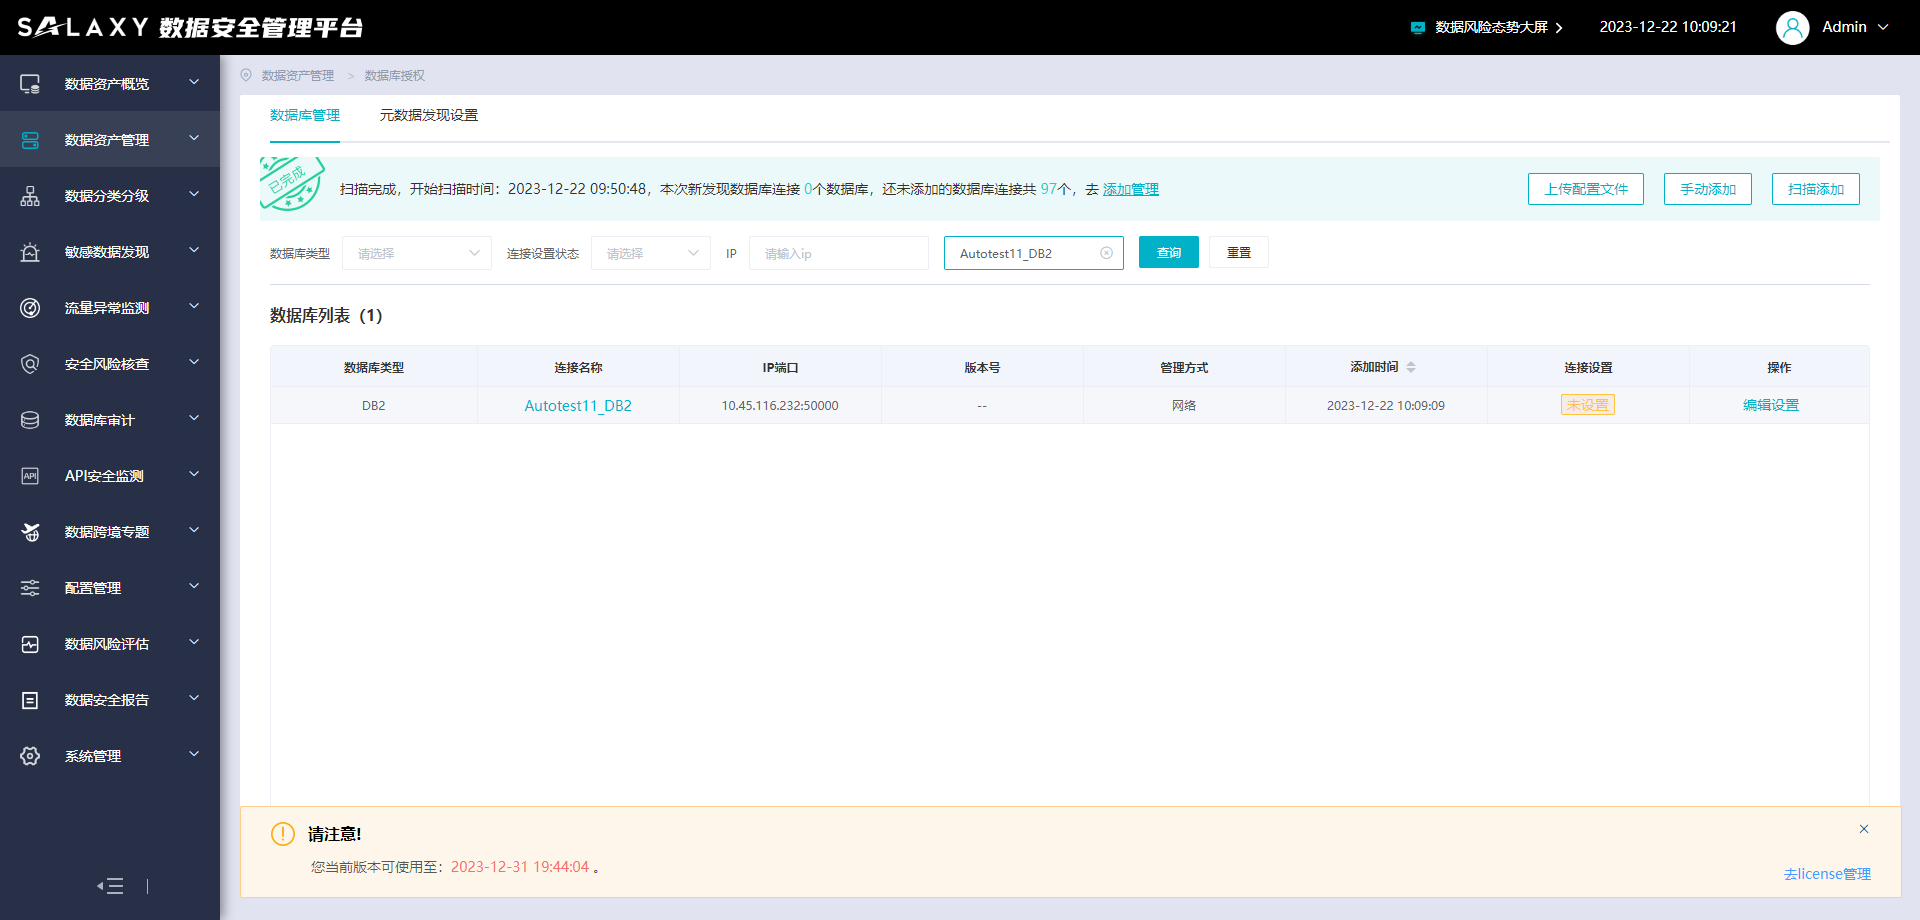 SALAXY 数据安全管理平台
数据风险态势大屏
2023-12-22 10:09:21
Admin
数据资产概览
数据资产管理
数据分类分级
敏感数据发现
流量异常监测
安全风险核查
数据库审计
API
API安全监测
数据跨境专题
配置管理
数据风险评估
数据安全报告
系统管理
数据资产管理 > 数据库授权
数据库管理 元数据发现设置
已完成
扫描完成，开始扫描时间：2023-12-22 09:50:48，本次新发现数据库连接 0个数据库，还未添加的数据库连接共 97个，去 添加管理
上传配置文件 手动添加 扫描添加
数据库类型 请选择 连接设置状态 请选择 IP 请输入ip Autotest11_DB2 查询 重置
数据库列表（1）
数据库类型 连接名称 IP端口 版本号 管理方式 添加时间 连接设置 操作
DB2 Autotest11_DB2 10.45.116.232:50000 -- 网络 2023-12-22 10:09:09 未设置 编辑设置
请注意!
您当前版本可使用至：2023-12-31 19:44:04 。
去license管理